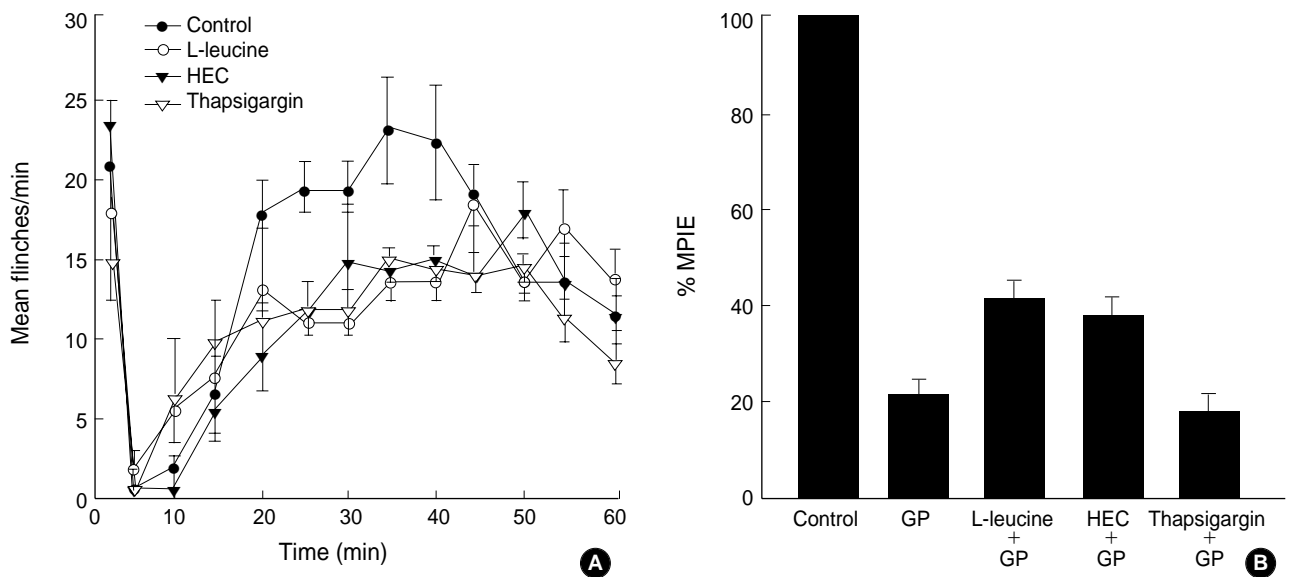 30
25
20
15
10
5
0
Mean flinches/min
Control
L-leucine
HEC
Thapsigargin
0 10 20 30 40 50 60
Time (min)
A
100
80
60
40
20
0
% MPIE
Control GP L-leucine HEC Thapsigargin
+ + +
GP GP GP
B